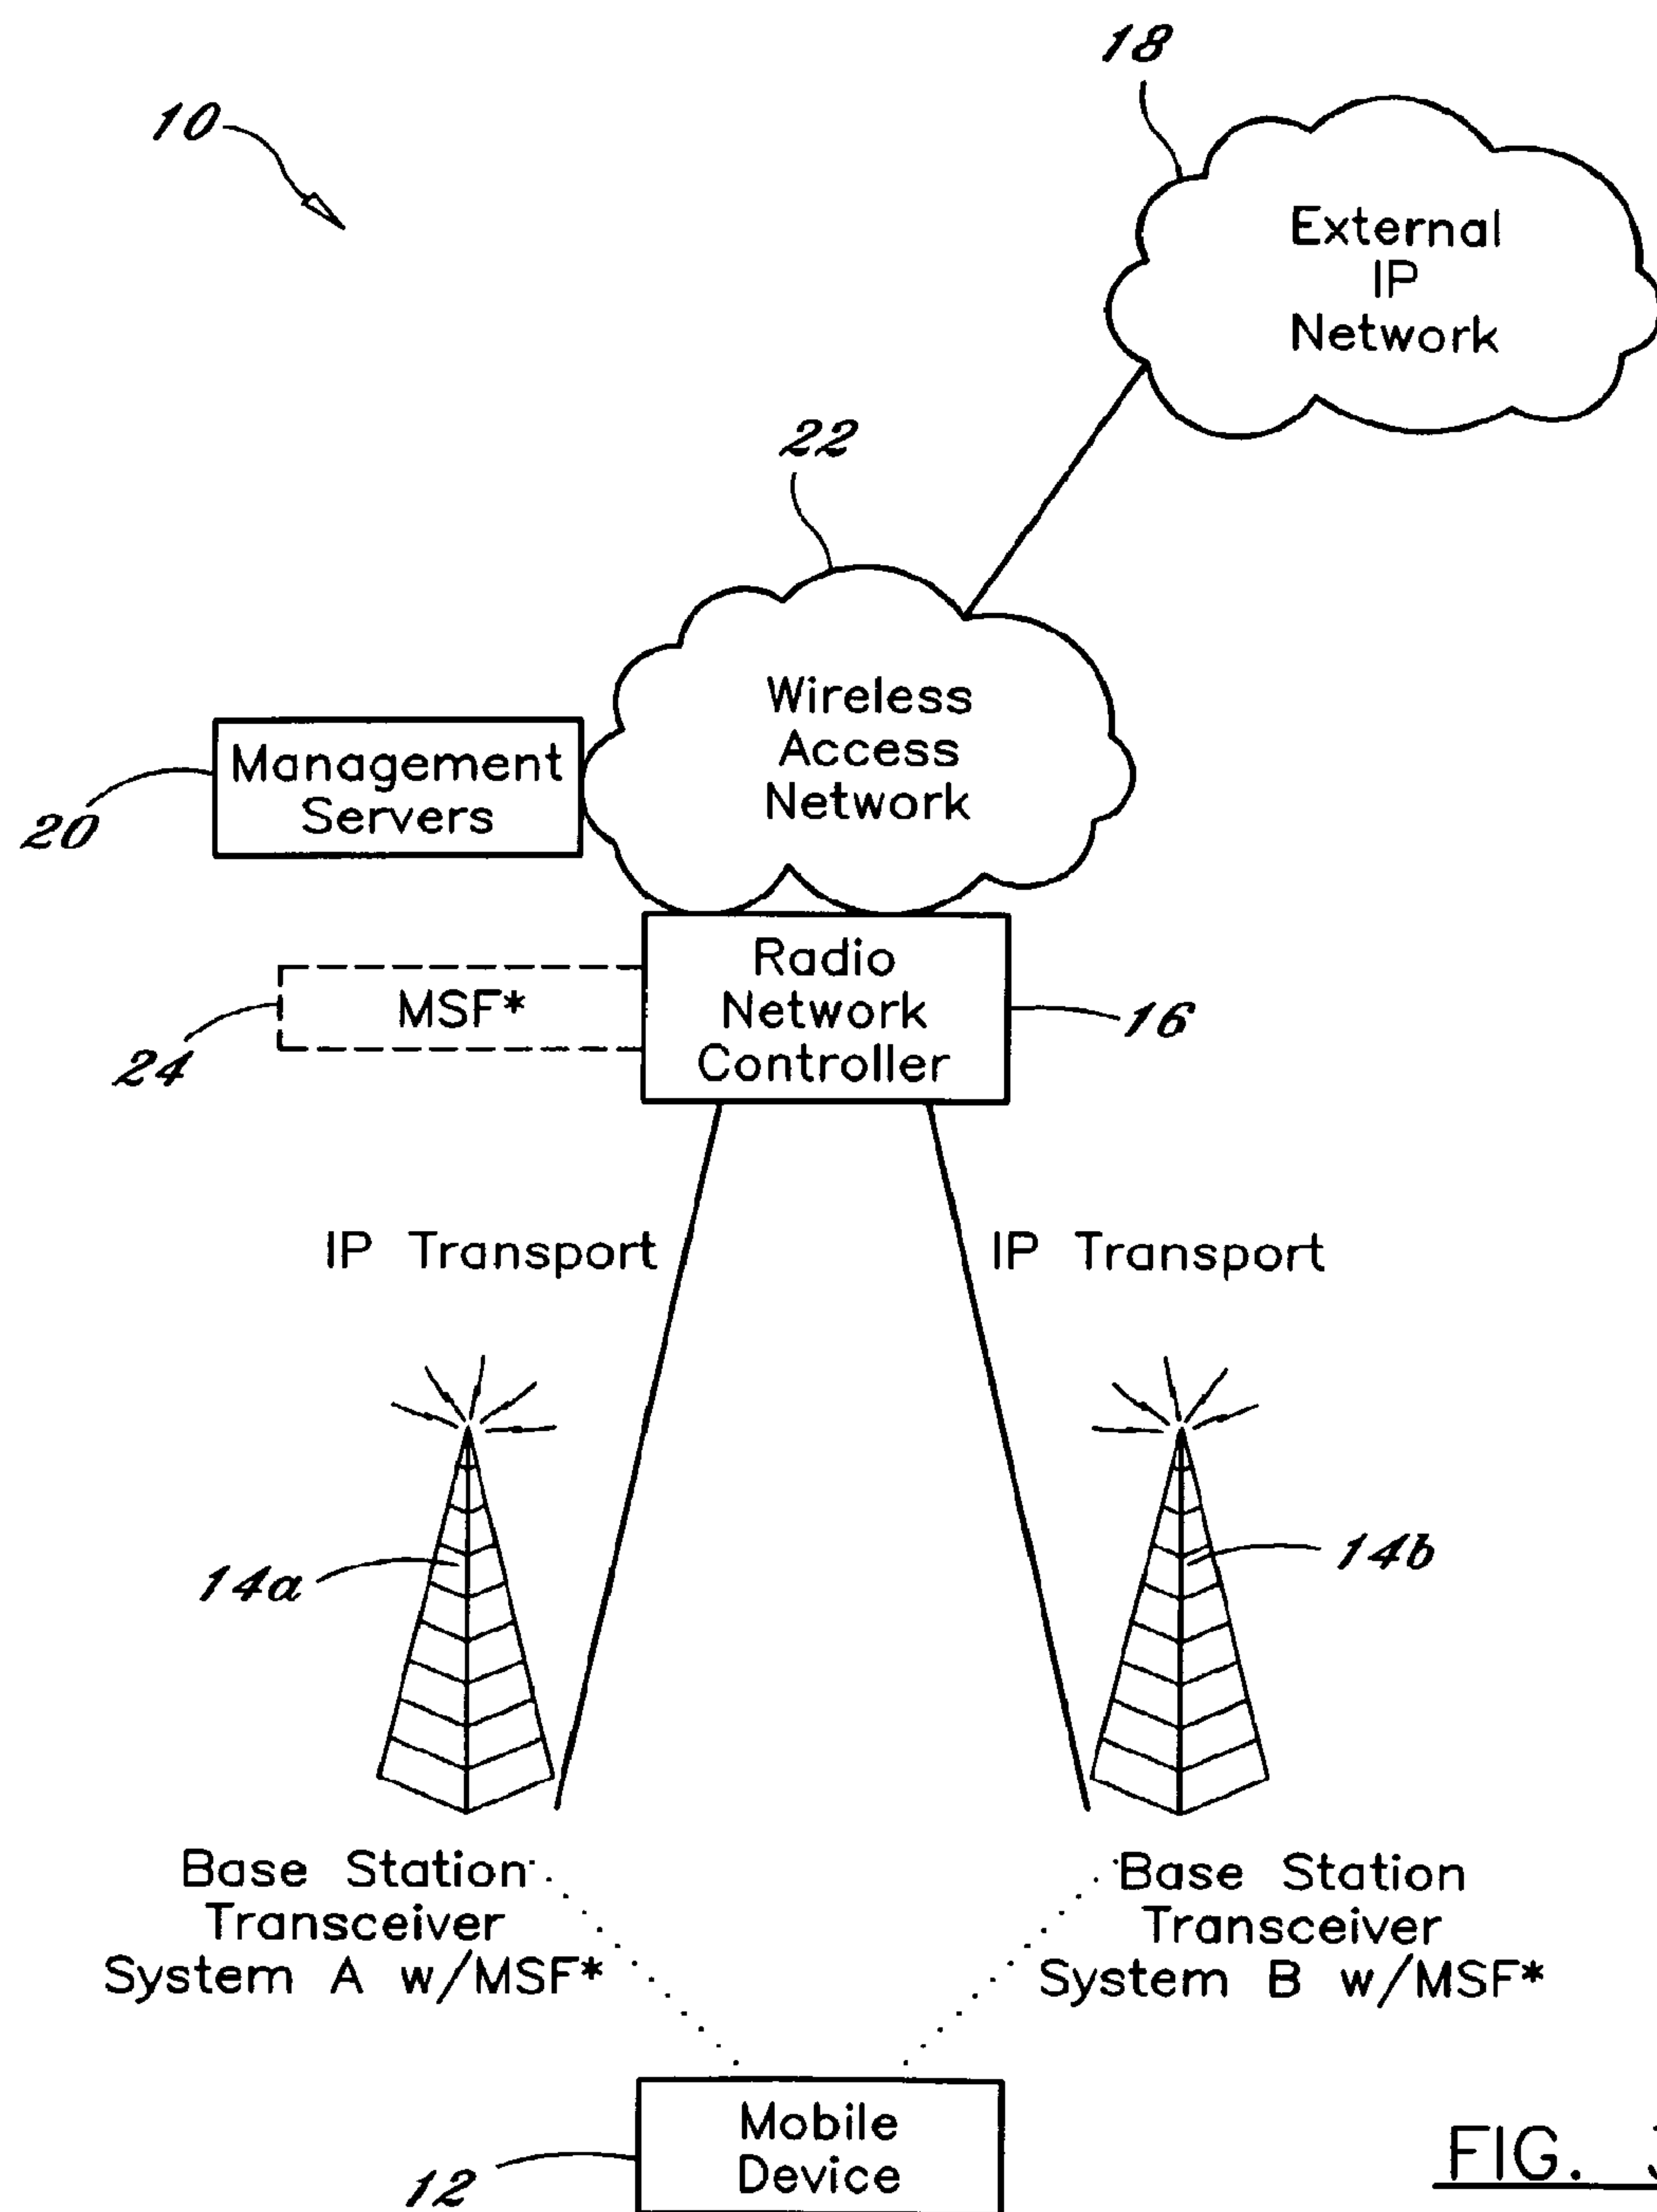 18
10
External
IP
Network
22
Wireless
Access
Network
Management
Servers
20
Radio
Network
Controller
MSF*
16
24
IP Transport
IP Transport
14a
14b
Base Station
Transceiver
System A w/MSF*
Base Station
Transceiver
System B w/MSF*
Mobile
Device
12
FIG.